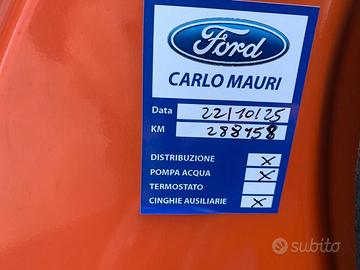 Ford
CARLO MAURI
Data 22/10/25
KM 288458
DISTRIBUZIONE X
POMPA ACQUA X
TERMOSTATO
CINGHIE AUSILIARIE X
subito